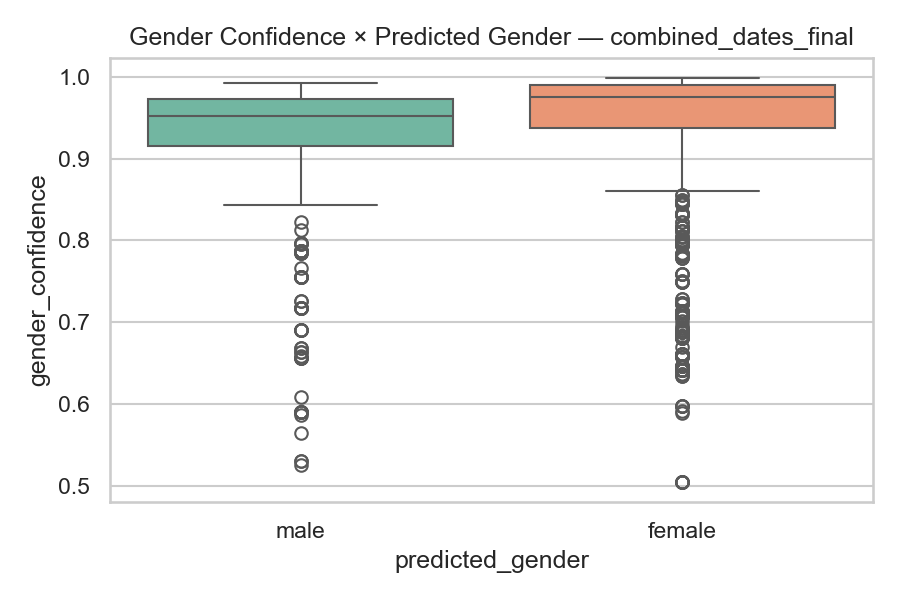 Gender Confidence × Predicted Gender — combined_dates_final
1.0
0.9
0.8
0.7
0.6
0.5
gender_confidence
male
female
predicted_gender